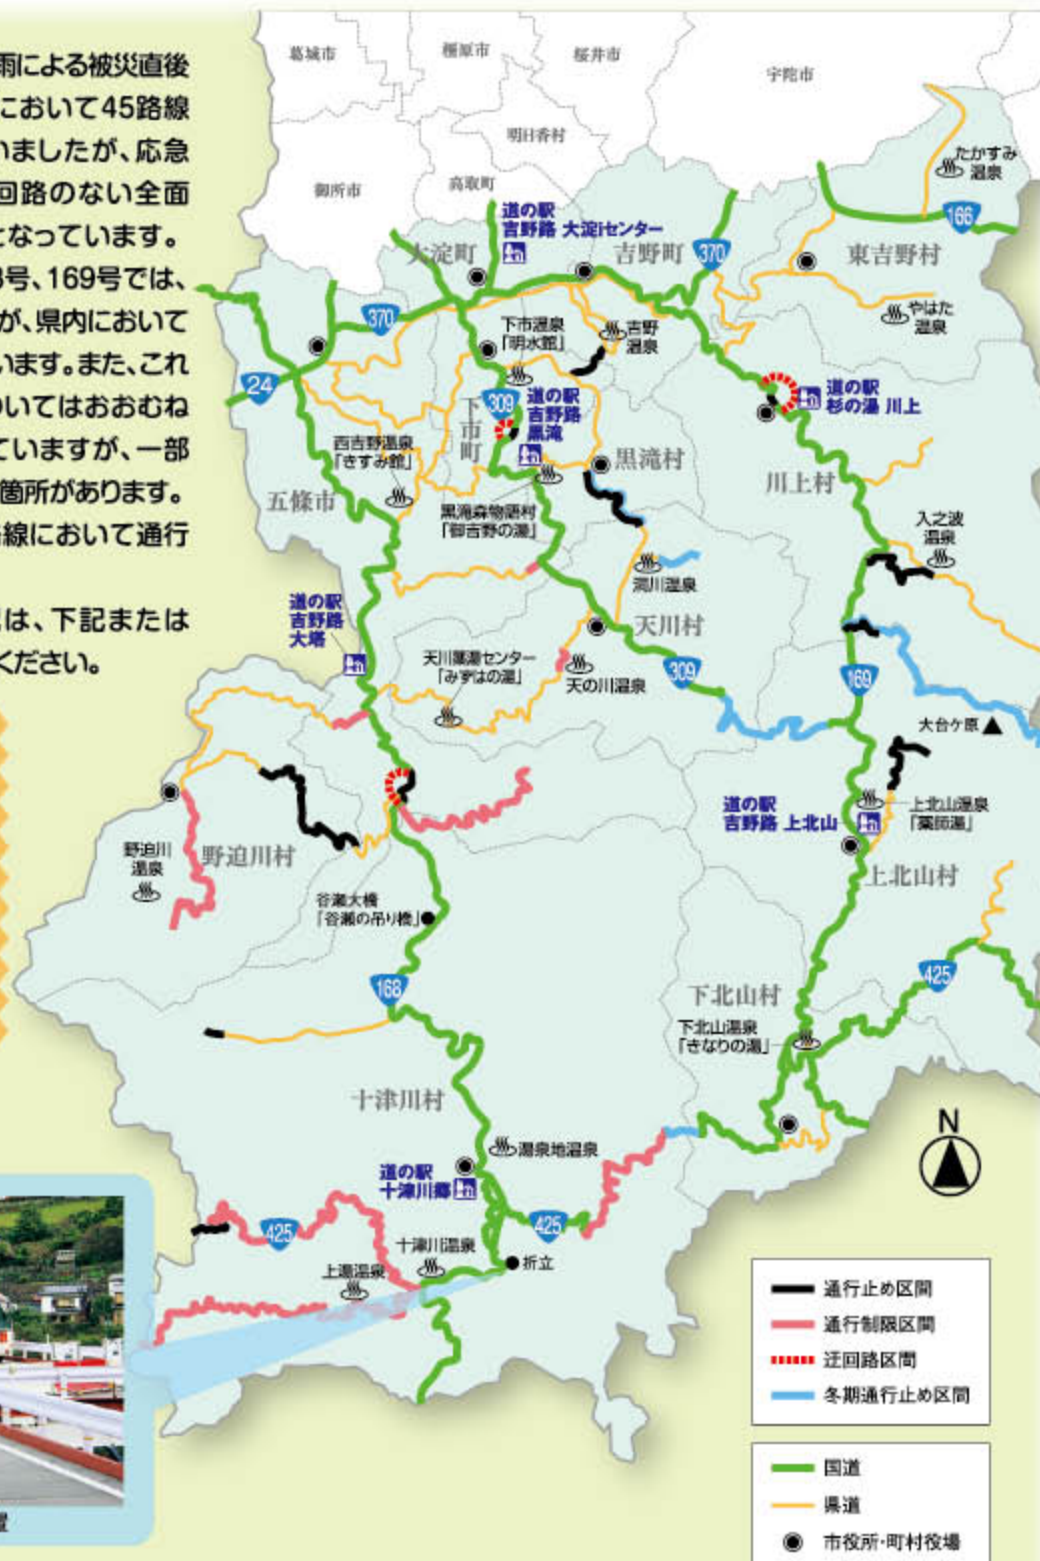 雨による被災直後
において45路線
いましたが、応急
回路のない全面
となっています。
8号、169号では、
が、県内において
います。また、これ
ついてはおおむね
ていますが、一部
箇所があります。
線において通行
は、下記または
ください。
葛城市
橿原市
桜井市
宇陀市
明日香村
御所市
高取町
たかすみ
温泉
166
道の駅
吉野路 大淀iセンター
大淀町
吉野町
370
東吉野村
370
下市温泉
「明水館」
吉野
温泉
やはた
温泉
24
309
道の駅
吉野路
黒滝
道の駅
杉の湯 川上
下市町
西吉野温泉
「きすみ館」
黒滝村
川上村
五條市
黒滝森物語村
「御吉野の湯」
入之波
温泉
洞川温泉
道の駅
吉野路
大塔
天川村
天川薬湯センター
「みずはの湯」
天の川温泉
309
169
大台ケ原
道の駅
吉野路 上北山
上北山温泉
「薬師湯」
野迫川
温泉
野迫川村
上北山村
谷瀬大橋
「谷瀬の吊り橋」
168
425
下北山村
下北山温泉
「きなりの湯」
十津川村
湯泉地温泉
道の駅
十津川郷
N
425
425
十津川温泉
折立
上湯温泉
通行止め区間
通行制限区間
迂回路区間
冬期通行止め区間
国道
県道
市役所・町村役場